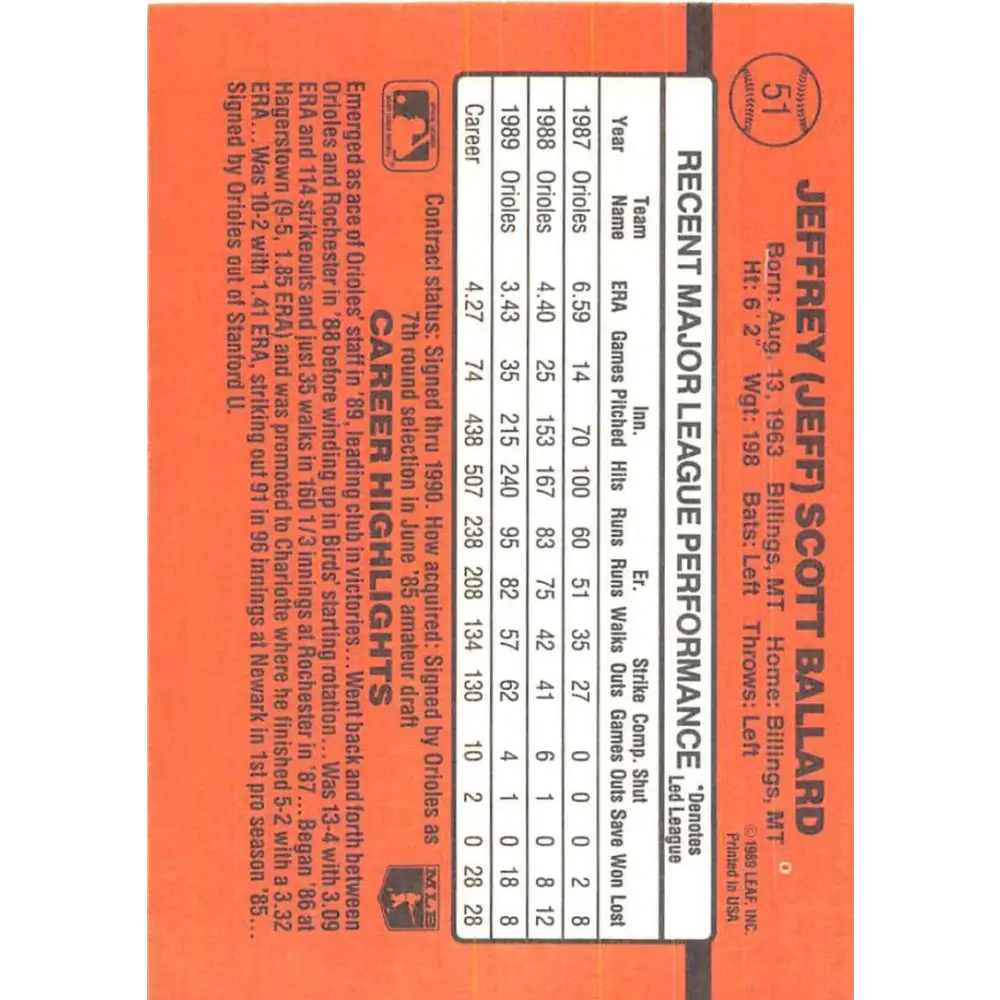 51
JEFFREY (JEFF) SCOTT BALLARD
Born: Aug. 13, 1963 Billings, MT Home: Billings, MT
Ht: 6' 2" Wgt: 198 Bats: Left Throws: Left
© 1989 LEAF, INC.
Printed in USA
RECENT MAJOR LEAGUE PERFORMANCE
*Denotes
Led League
Team Inn. Er. Strike Comp. Shut
Year Name ERA Games Pitched Hits Runs Runs Walks Outs Games Outs Save Won Lost
1987 Orioles 6.59 14 70 100 60 51 35 27 0 0 0 2 8
1988 Orioles 4.40 25 153 167 83 75 42 41 6 1 0 8 12
1989 Orioles 3.43 35 215 240 95 82 57 62 4 1 0 18 8
Career 4.27 74 438 507 238 208 134 130 10 2 0 28 28
Contract status: Signed thru 1990. How acquired: Signed by Orioles as
7th round selection in June '85 amateur draft
MLB
CAREER HIGHLIGHTS
Emerged as ace of Orioles' staff in '89, leading club in victories...Went back and forth between
Orioles and Rochester in '88 before winding up in Birds' starting rotation...Was 13-4 with 3.09
ERA and 114 strikeouts and just 35 walks in 160 1/3 innings at Rochester in '87...Began '86 at
Hagerstown (9-5, 1.85 ERA) and was promoted to Charlotte where he finished 5-2 with a 3.32
ERA...Was 10-2 with 1.41 ERA, striking out 91 in 96 innings at Newark in 1st pro season '85...
Signed by Orioles out of Stanford U.